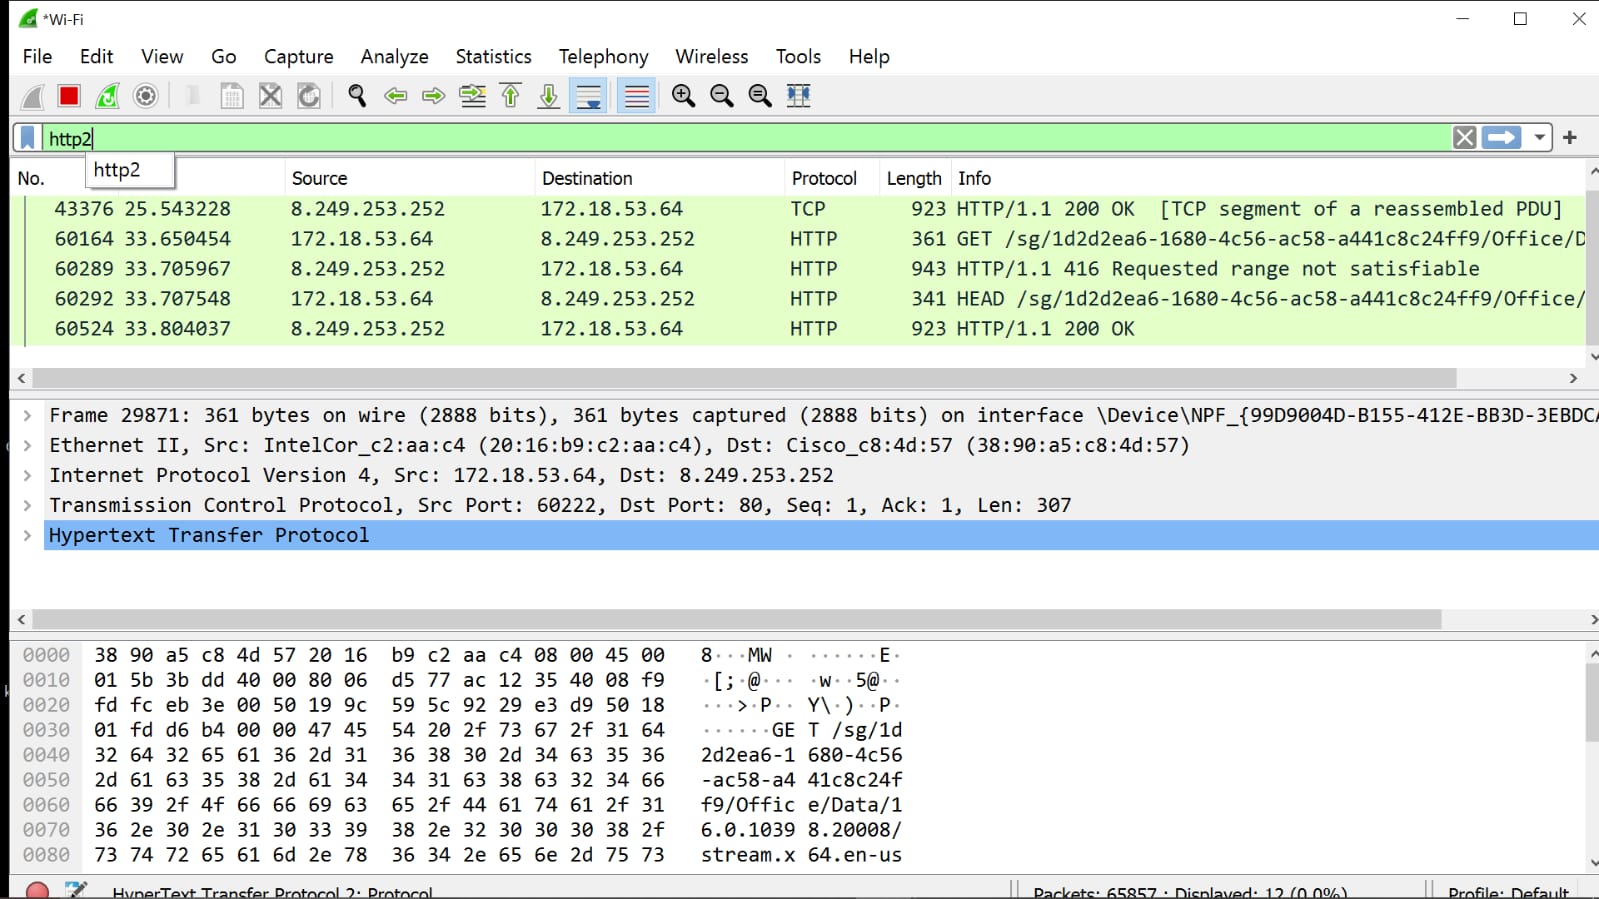 *Wi-Fi
File Edit View Go Capture Analyze Statistics Telephony Wireless Tools Help
http2
http2
No. Source Destination Protocol Length Info
43376 25.543228 8.249.253.252 172.18.53.64 TCP 923 HTTP/1.1 200 OK [TCP segment of a reassembled PDU]
60164 33.650454 172.18.53.64 8.249.253.252 HTTP 361 GET /sg/1d2d2ea6-1680-4c56-ac58-a441c8c24ff9/Office/D
60289 33.705967 8.249.253.252 172.18.53.64 HTTP 943 HTTP/1.1 416 Requested range not satisfiable
60292 33.707548 172.18.53.64 8.249.253.252 HTTP 341 HEAD /sg/1d2d2ea6-1680-4c56-ac58-a441c8c24ff9/Office/
60524 33.804037 8.249.253.252 172.18.53.64 HTTP 923 HTTP/1.1 200 OK
Frame 29871: 361 bytes on wire (2888 bits), 361 bytes captured (2888 bits) on interface \Device\NPF_{99D9004D-B155-412E-BB3D-3EBDCA
Ethernet II, Src: IntelCor_c2:aa:c4 (20:16:b9:c2:aa:c4), Dst: Cisco_c8:4d:57 (38:90:a5:c8:4d:57)
Internet Protocol Version 4, Src: 172.18.53.64, Dst: 8.249.253.252
Transmission Control Protocol, Src Port: 60222, Dst Port: 80, Seq: 1, Ack: 1, Len: 307
Hypertext Transfer Protocol
0000 38 90 a5 c8 4d 57 20 16 b9 c2 aa c4 08 00 45 00 8···MW · ······E·
0010 01 5b 3b dd 40 00 80 06 d5 77 ac 12 35 40 08 f9 ·[;·@··· ·w··5@··
0020 fd fc eb 3e 00 50 19 9c 59 5c 92 29 e3 d9 50 18 ···>·P·· Y\·)··P·
0030 01 fd d6 b4 00 00 47 45 54 20 2f 73 67 2f 31 64 ······GE T /sg/1d
0040 32 64 32 65 61 36 2d 31 36 38 30 2d 34 63 35 36 2d2ea6-1 680-4c56
0050 2d 61 63 35 38 2d 61 34 34 31 63 38 63 32 34 66 -ac58-a4 41c8c24f
0060 66 39 2f 4f 66 66 69 63 65 2f 44 61 74 61 2f 31 f9/Offic e/Data/1
0070 36 2e 30 2e 31 30 33 39 38 2e 32 30 30 30 38 2f 6.0.1039 8.20008/
0080 73 74 72 65 61 6d 2e 78 36 34 2e 65 6e 2d 75 73 stream.x 64.en-us
HyperText Transfer Protocol 2: Protocol Packets: 65857 · Displayed: 12 (0.0%) Profile: Default